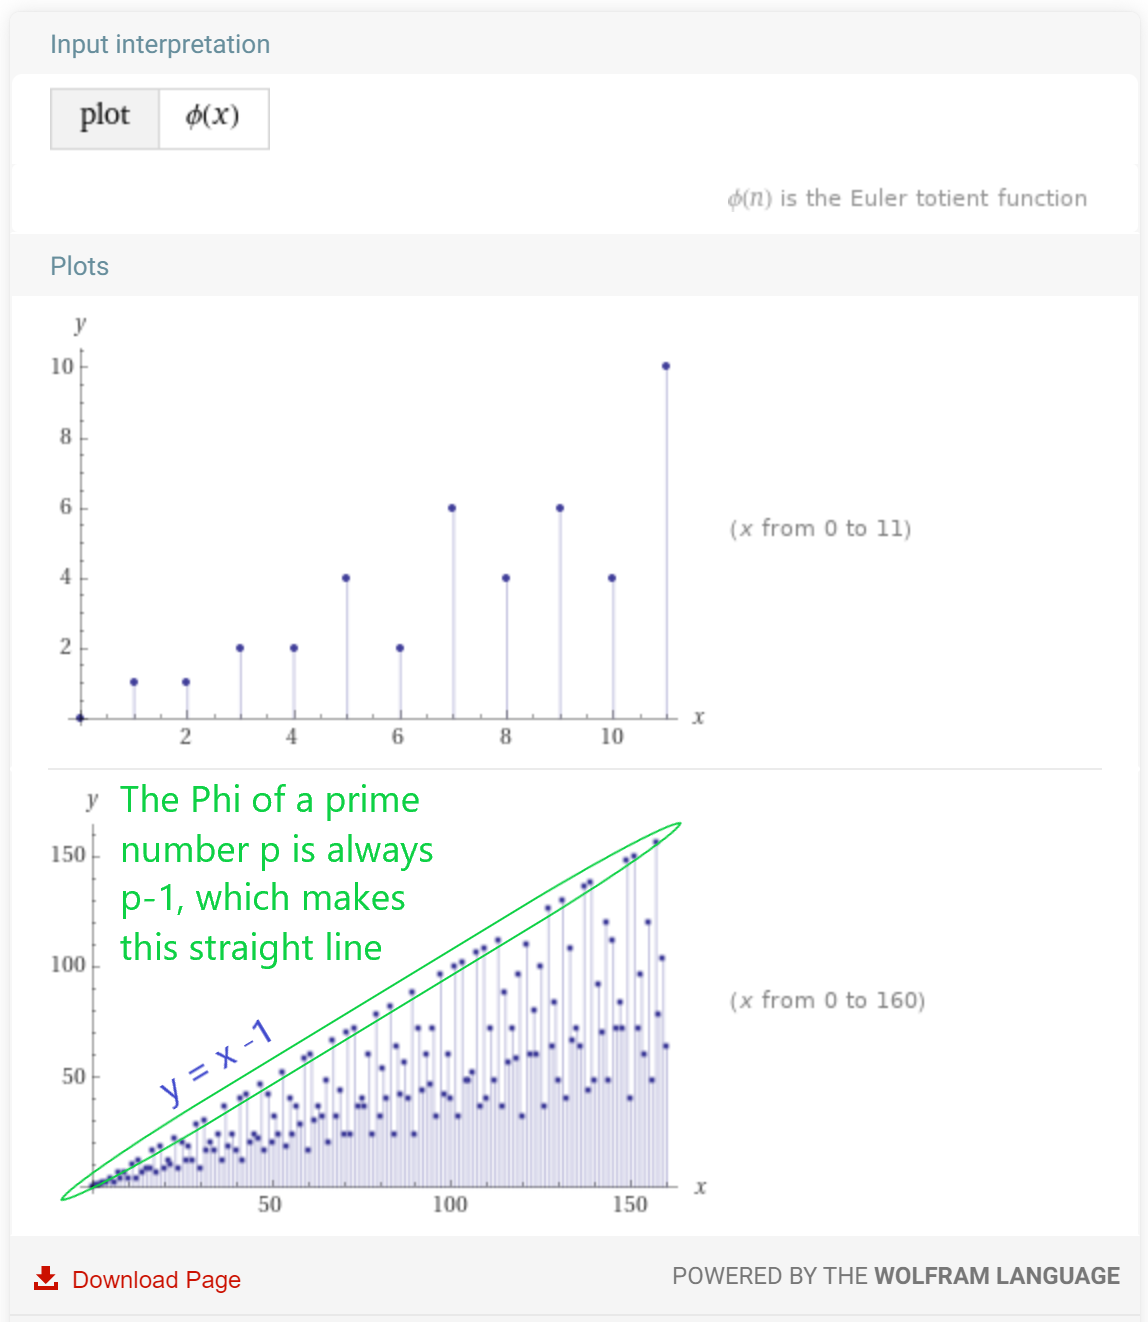 Input interpretation
plot ϕ(x)
ϕ(n) is the Euler totient function
Plots
y
10
8
6
4
2
2 4 6 8 10 x
(x from 0 to 11)
y
The Phi of a prime
number p is always
p-1, which makes
this straight line
150
100
50
y = x - 1
50 100 150 x
(x from 0 to 160)
Download Page
POWERED BY THE WOLFRAM LANGUAGE